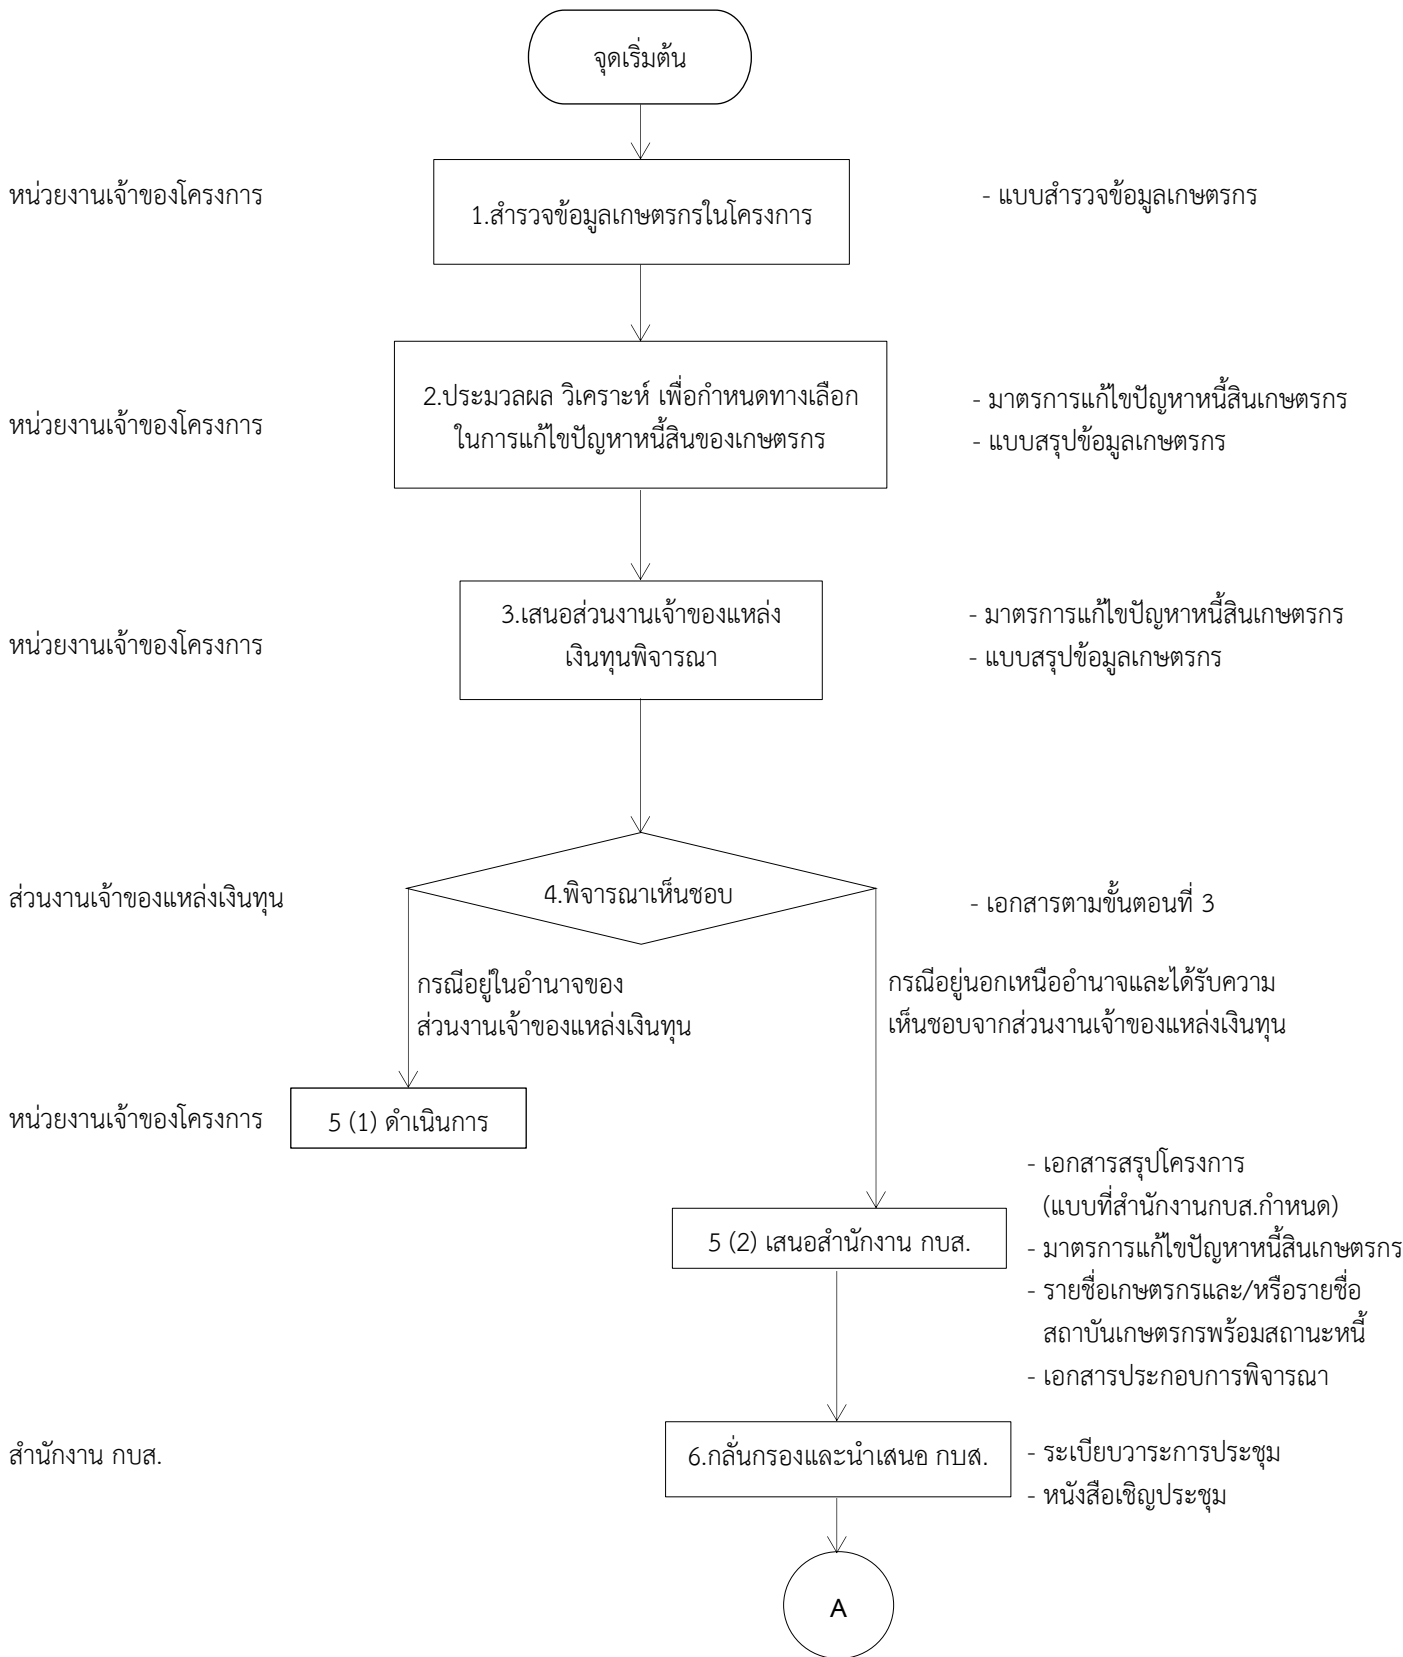 จุดเริ่มต้น
หน่วยงานเจ้าของโครงการ
1.สำรวจข้อมูลเกษตรกรในโครงการ
- แบบสำรวจข้อมูลเกษตรกร
หน่วยงานเจ้าของโครงการ
2.ประมวลผล วิเคราะห์ เพื่อกำหนดทางเลือก
ในการแก้ไขปัญหาหนี้สินของเกษตรกร
- มาตรการแก้ไขปัญหาหนี้สินเกษตรกร
- แบบสรุปข้อมูลเกษตรกร
หน่วยงานเจ้าของโครงการ
3.เสนอส่วนงานเจ้าของแหล่ง
เงินทุนพิจารณา
- มาตรการแก้ไขปัญหาหนี้สินเกษตรกร
- แบบสรุปข้อมูลเกษตรกร
ส่วนงานเจ้าของแหล่งเงินทุน
4.พิจารณาเห็นชอบ
- เอกสารตามขั้นตอนที่ 3
กรณีอยู่ในอำนาจของ
ส่วนงานเจ้าของแหล่งเงินทุน
กรณีอยู่นอกเหนืออำนาจและได้รับความ
เห็นชอบจากส่วนงานเจ้าของแหล่งเงินทุน
หน่วยงานเจ้าของโครงการ
5 (1) ดำเนินการ
5 (2) เสนอสำนักงาน กบส.
- เอกสารสรุปโครงการ
(แบบที่สำนักงานกบส.กำหนด)
- มาตรการแก้ไขปัญหาหนี้สินเกษตรกร
- รายชื่อเกษตรกรและ/หรือรายชื่อ
สถาบันเกษตรกรพร้อมสถานะหนี้
- เอกสารประกอบการพิจารณา
สำนักงาน กบส.
6.กลั่นกรองและนำเสนอ กบส.
- ระเบียบวาระการประชุม
- หนังสือเชิญประชุม
A